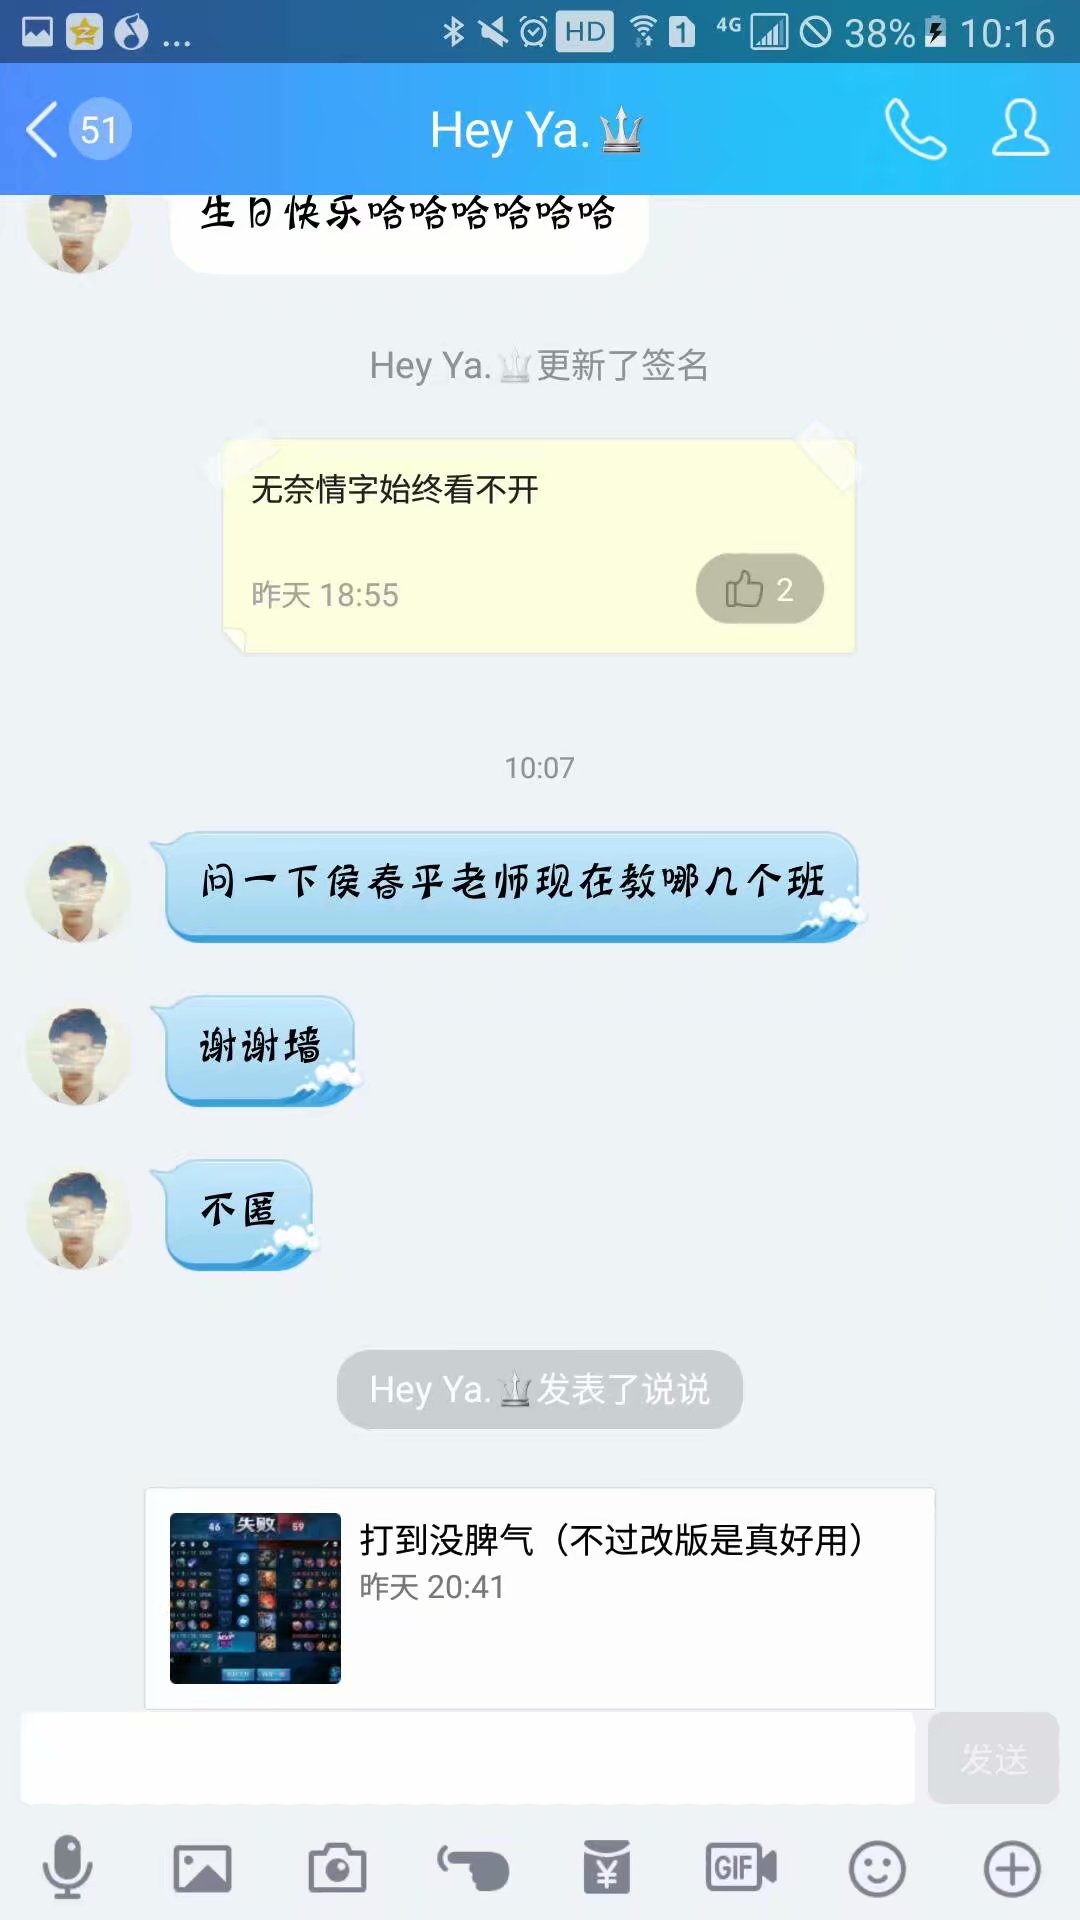 ... HD 1 4G 38% 10:16
51 Hey Ya.
生日快乐哈哈哈哈哈哈
Hey Ya.更新了签名
无奈情字始终看不开
昨天 18:55 2
10:07
问一下侯春平老师现在教哪几个班
谢谢墙
不匿
Hey Ya.发表了说说
46 失败 59
打到没脾气（不过改版是真好用）
昨天 20:41
发送
¥ GIF